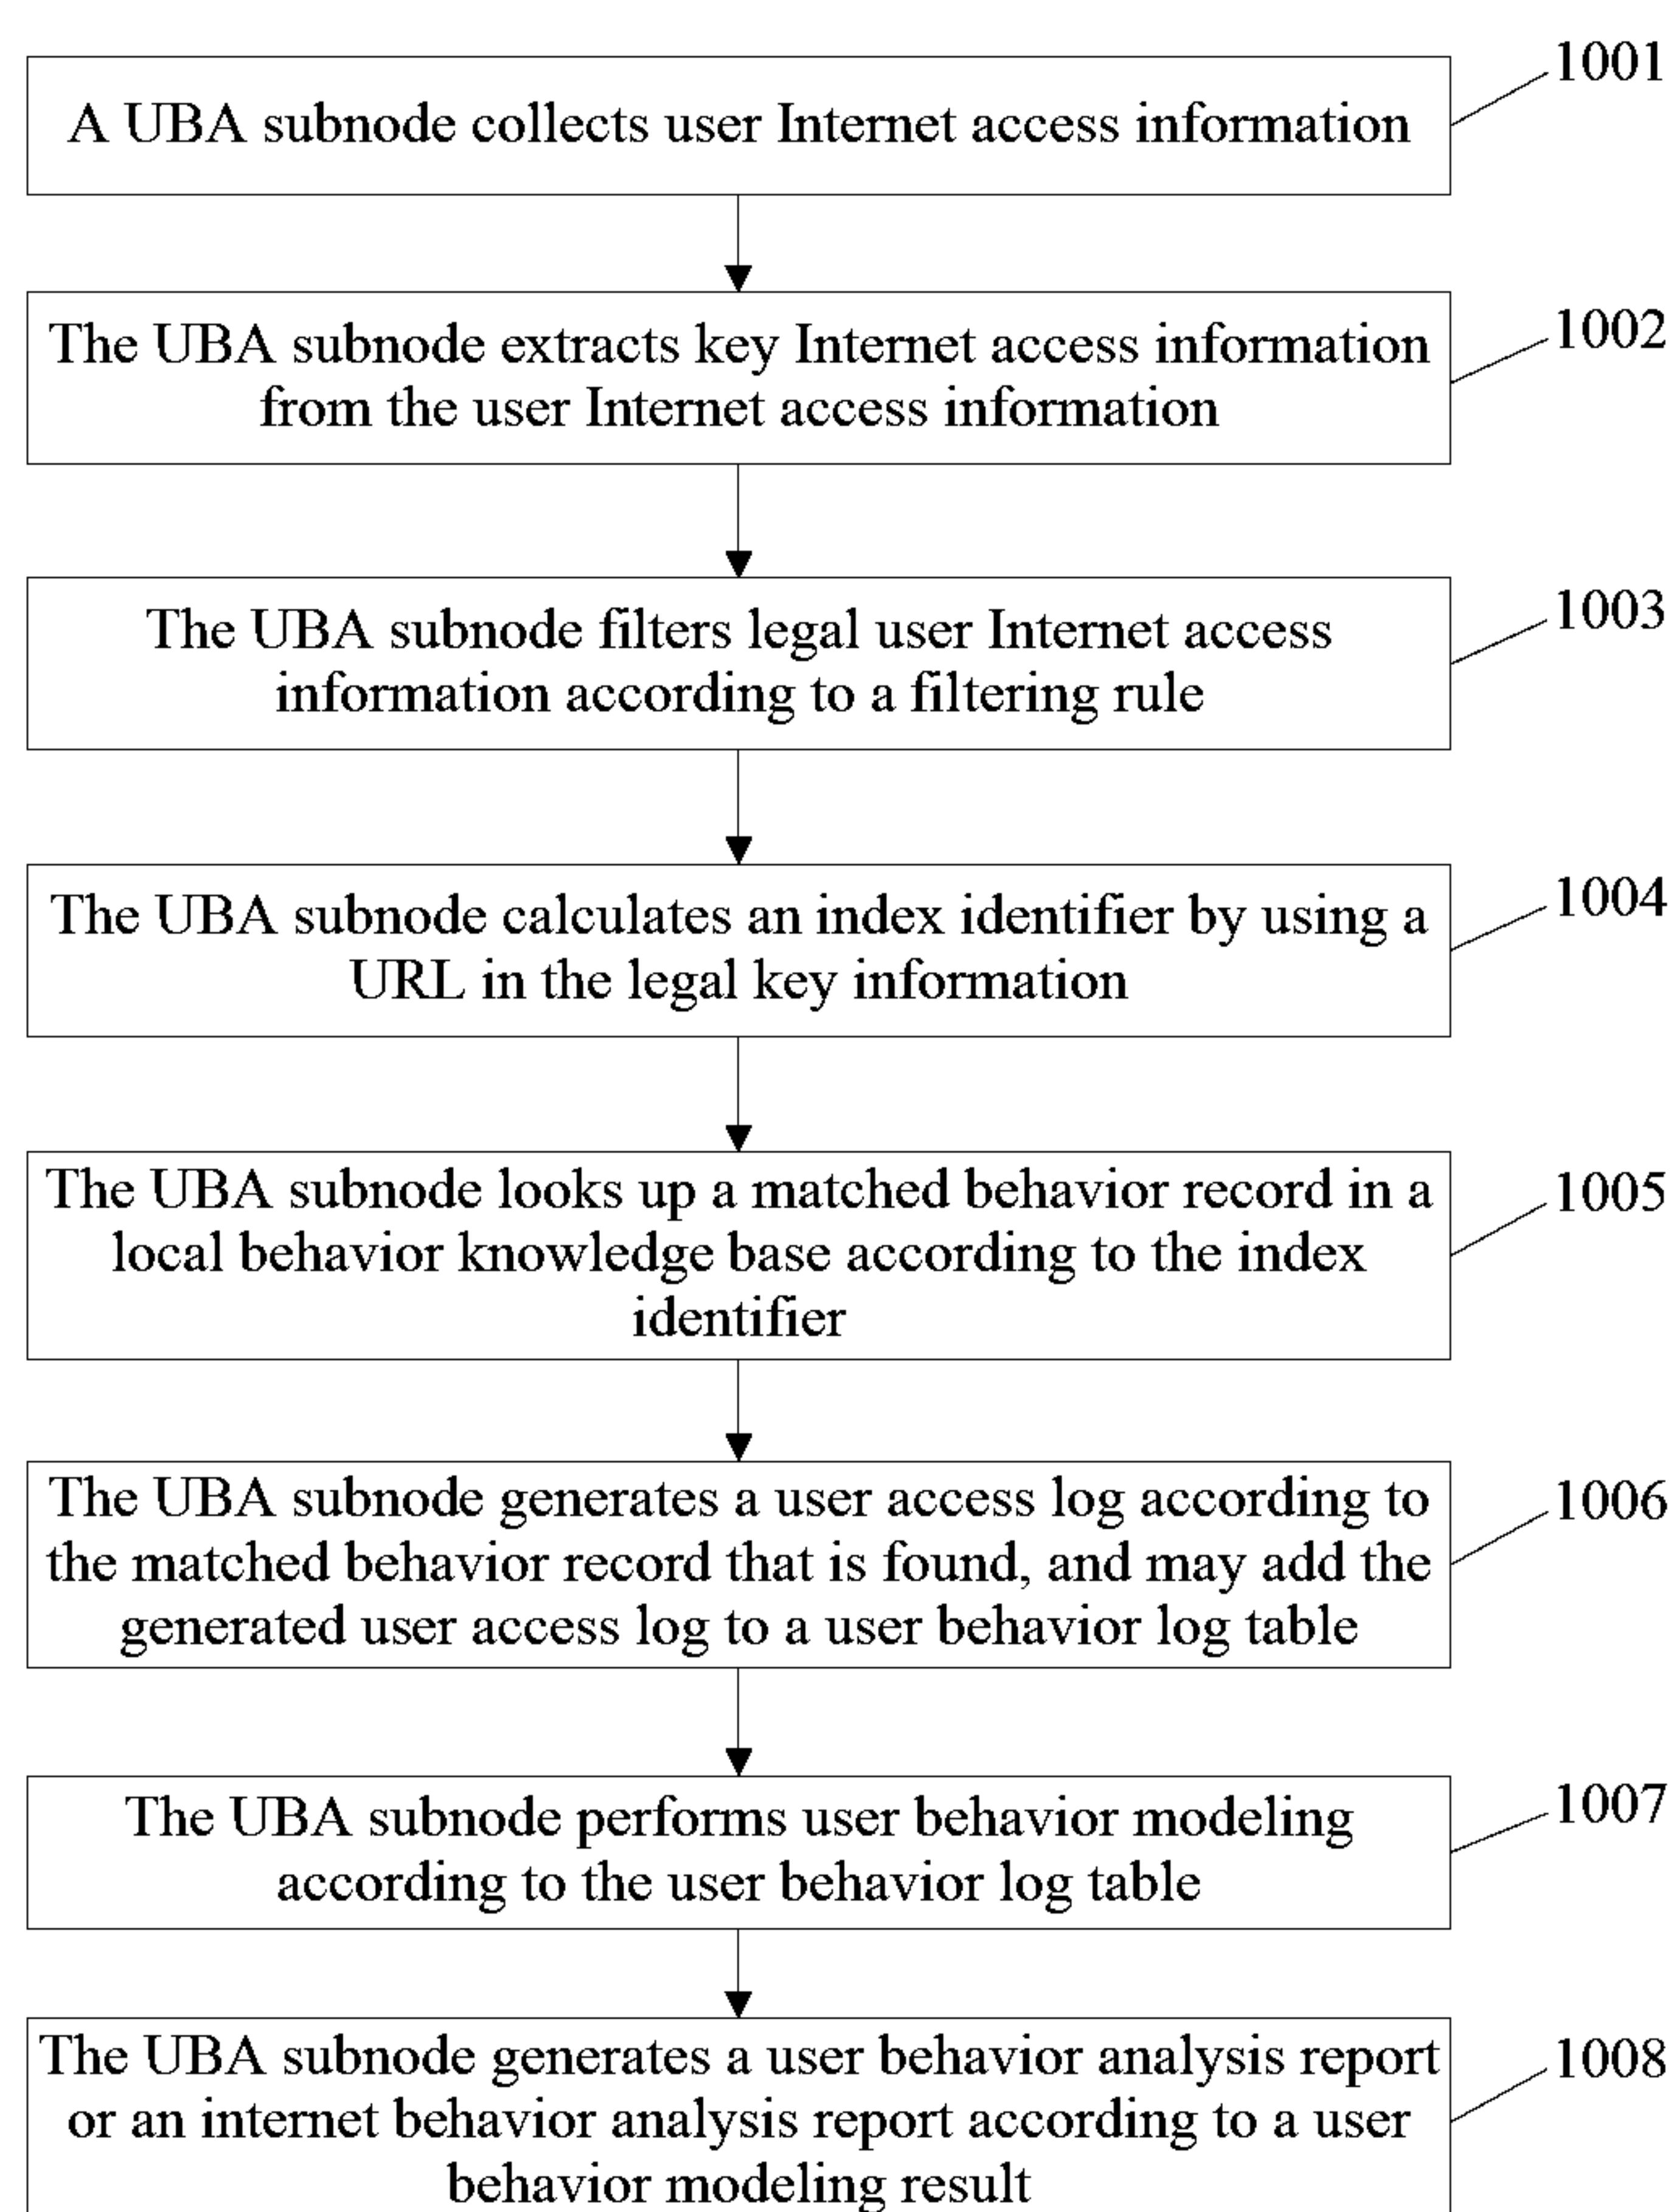 1001
A UBA subnode collects user Internet access information
1002
The UBA subnode extracts key Internet access information
from the user Internet access information
1003
The UBA subnode filters legal user Internet access
information according to a filtering rule
1004
The UBA subnode calculates an index identifier by using a
URL in the legal key information
1005
The UBA subnode looks up a matched behavior record in a
local behavior knowledge base according to the index
identifier
1006
The UBA subnode generates a user access log according to
the matched behavior record that is found, and may add the
generated user access log to a user behavior log table
1007
The UBA subnode performs user behavior modeling
according to the user behavior log table
1008
The UBA subnode generates a user behavior analysis report
or an internet behavior analysis report according to a user
behavior modeling result